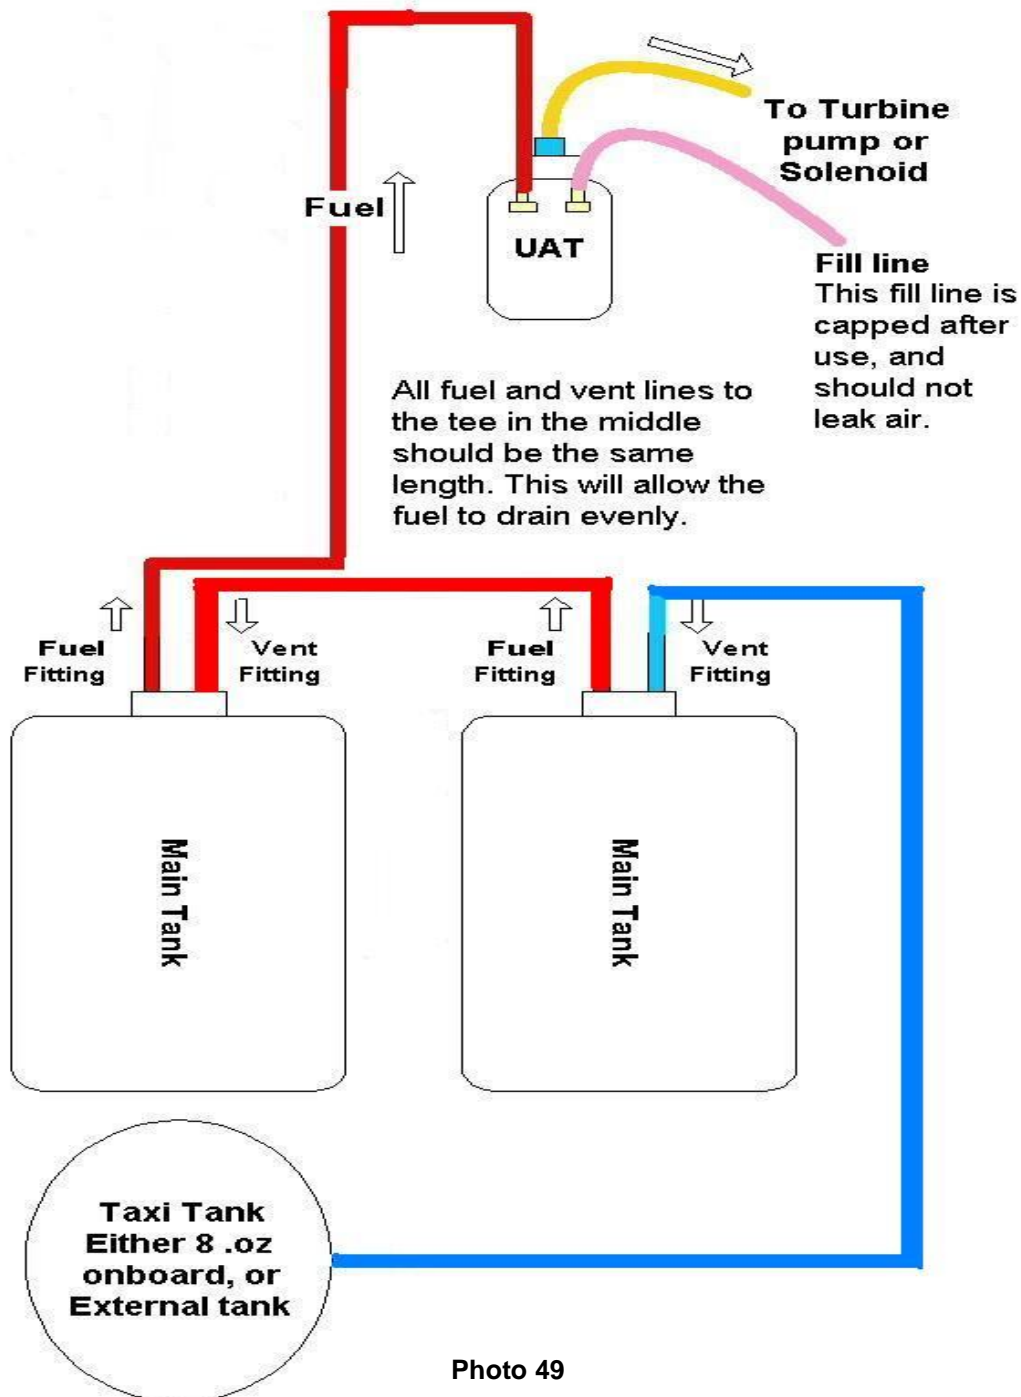 To Turbine
pump or
Solenoid
Fuel
UAT
Fill line
This fill line is
capped after
use, and
should not
leak air.
All fuel and vent lines to
the tee in the middle
should be the same
length. This will allow the
fuel to drain evenly.
Fuel
Fitting
Vent
Fitting
Fuel
Fitting
Vent
Fitting
Main Tank
Main Tank
Taxi Tank
Either 8 .oz
onboard, or
External tank
Photo 49